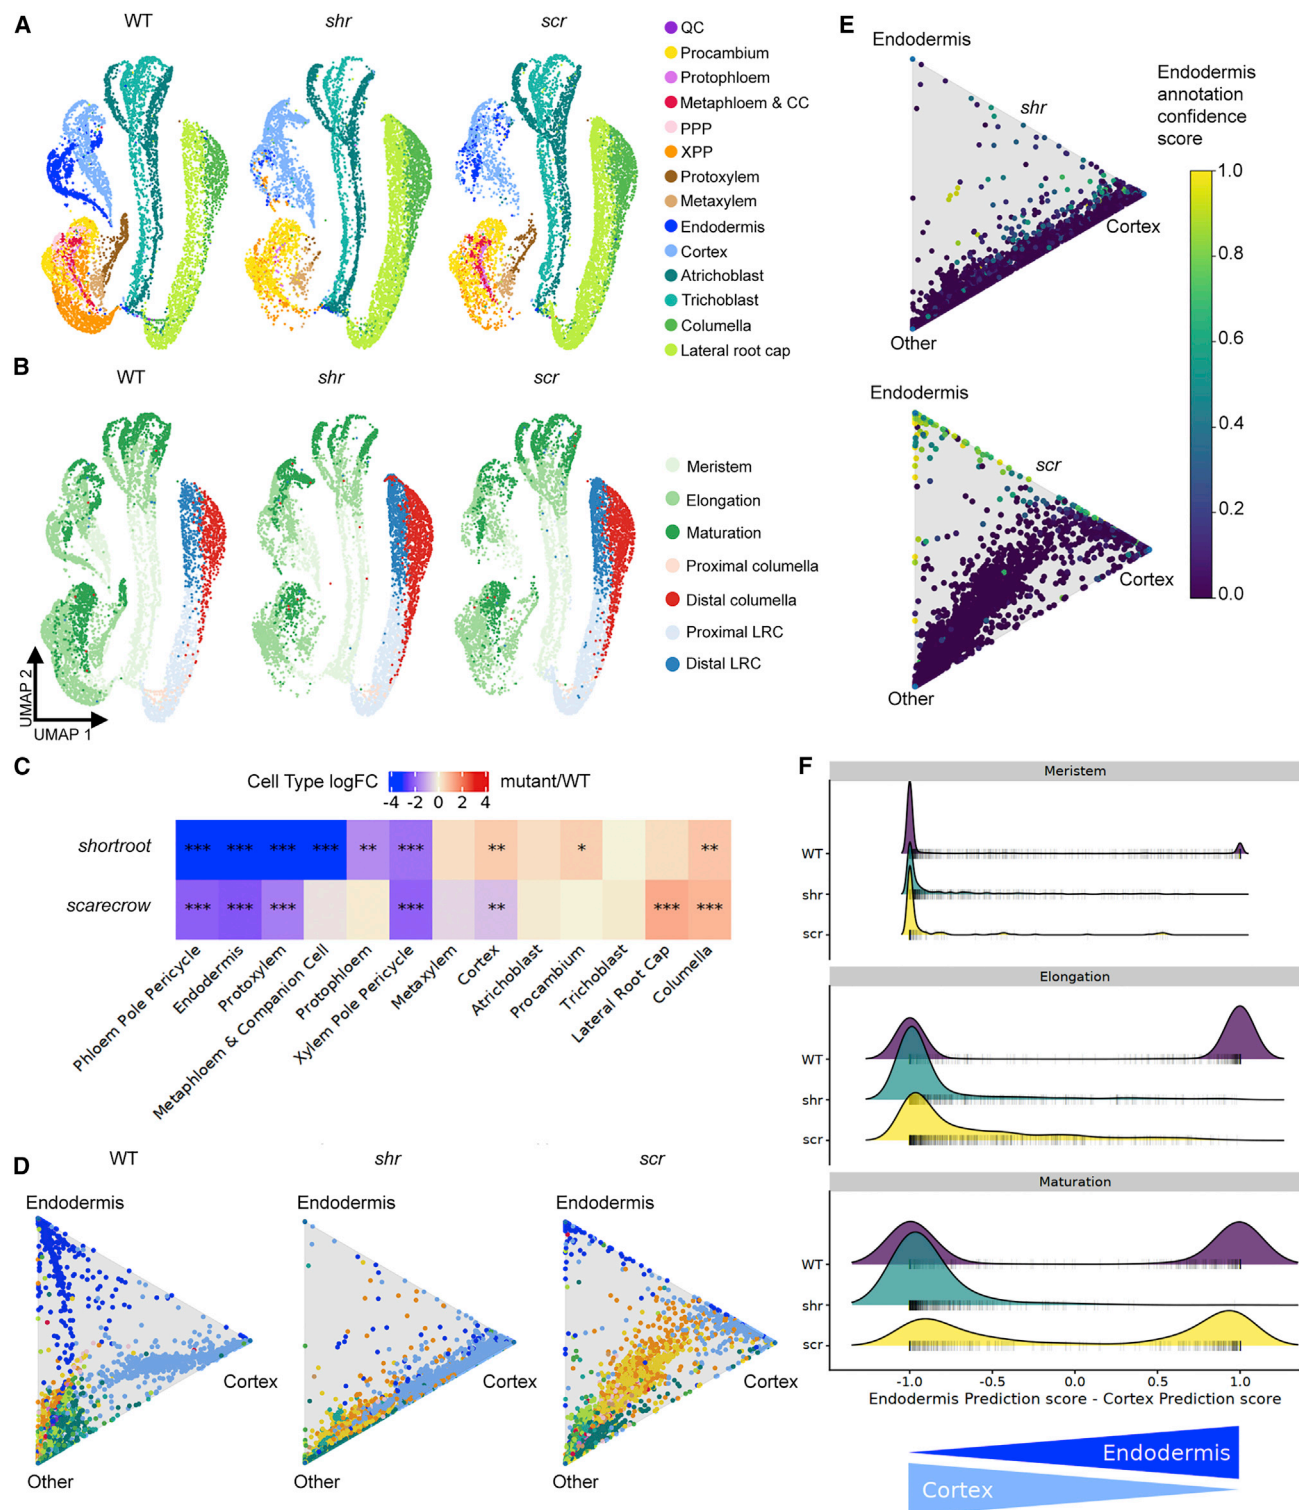 A
WT
shr
scr
QC
Procambium
Protophloem
Metaphloem & CC
PPP
XPP
Protoxylem
Metaxylem
Endodermis
Cortex
Atrichoblast
Trichoblast
Columella
Lateral root cap
B
WT
shr
scr
Meristem
Elongation
Maturation
Proximal columella
Distal columella
Proximal LRC
Distal LRC
UMAP 2
UMAP 1
C
Cell Type logFC
-4 -2 0 2 4
mutant/WT
shortroot
*** *** *** *** ** *** ** * **
scarecrow
*** *** *** *** ** *** ***
Phloem Pole Pericycle
Endodermis
Protoxylem
Metaphloem & Companion Cell
Protophloem
Xylem Pole Pericycle
Metaxylem
Cortex
Atrichoblast
Procambium
Trichoblast
Lateral Root Cap
Columella
D
WT
shr
scr
Endodermis
Cortex
Other
Endodermis
Cortex
Other
Endodermis
Cortex
Other
E
Endodermis
shr
Cortex
Other
Endodermis
scr
Cortex
Other
Endodermis
annotation
confidence
score
1.0
0.8
0.6
0.4
0.2
0.0
F
Meristem
WT
shr
scr
Elongation
WT
shr
scr
Maturation
WT
shr
scr
-1.0 -0.5 0.0 0.5 1.0
Endodermis Prediction score - Cortex Prediction score
Endodermis
Cortex